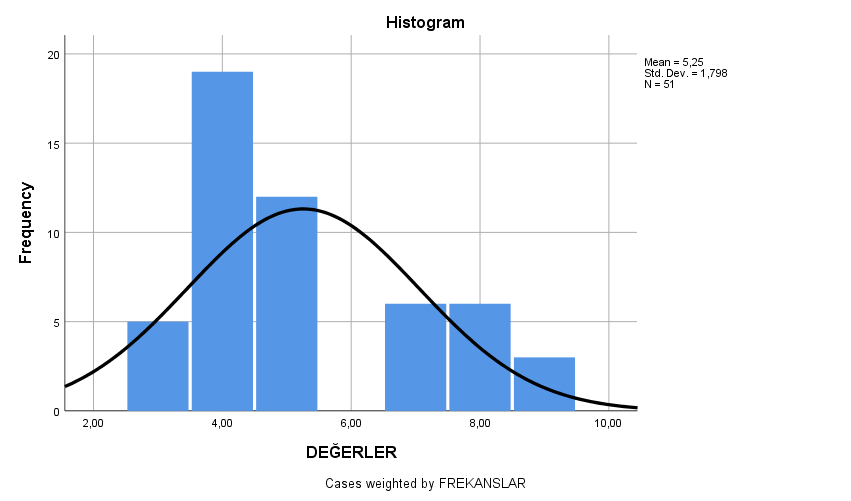 Histogram
Mean = 5,25
Std. Dev. = 1,798
N = 51
Frequency
20
15
10
5
0
2,00 4,00 6,00 8,00 10,00
DEĞERLER
Cases weighted by FREKANSLAR